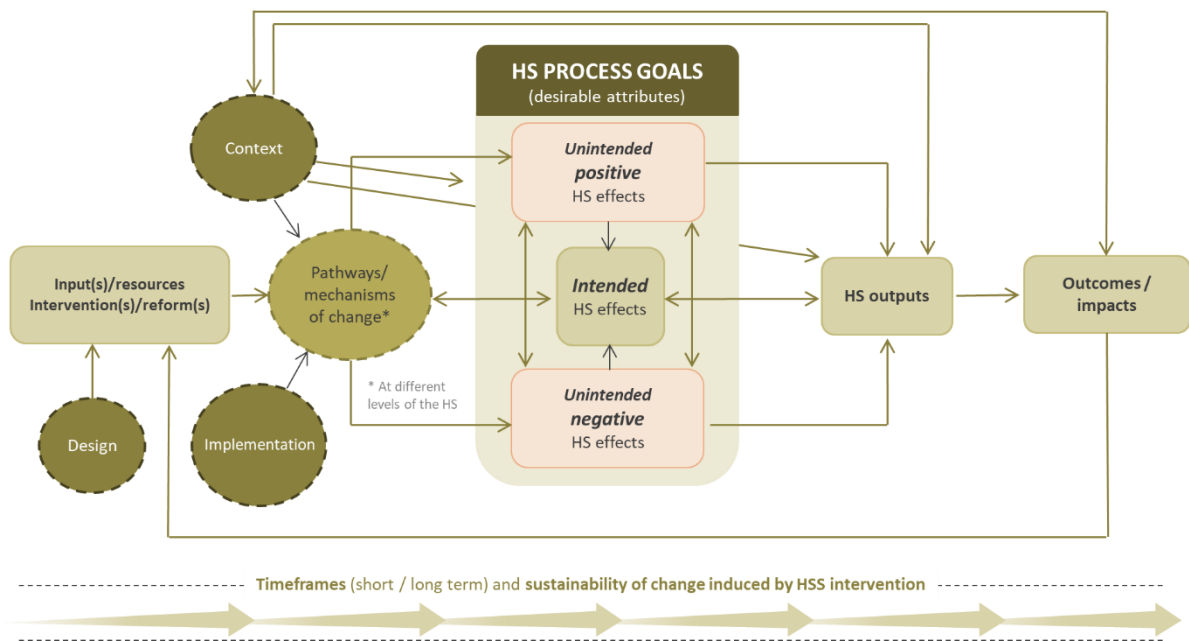 HS PROCESS GOALS
(desirable attributes)
Context
Unintended
positive
HS effects
Input(s)/resources
Intervention(s)/reform(s)
Pathways/
mechanisms
of change*
Intended
HS effects
HS outputs
Outcomes /
impacts
* At different
levels of the HS
Unintended
negative
HS effects
Design
Implementation
Timeframes (short / long term) and sustainability of change induced by HSS intervention